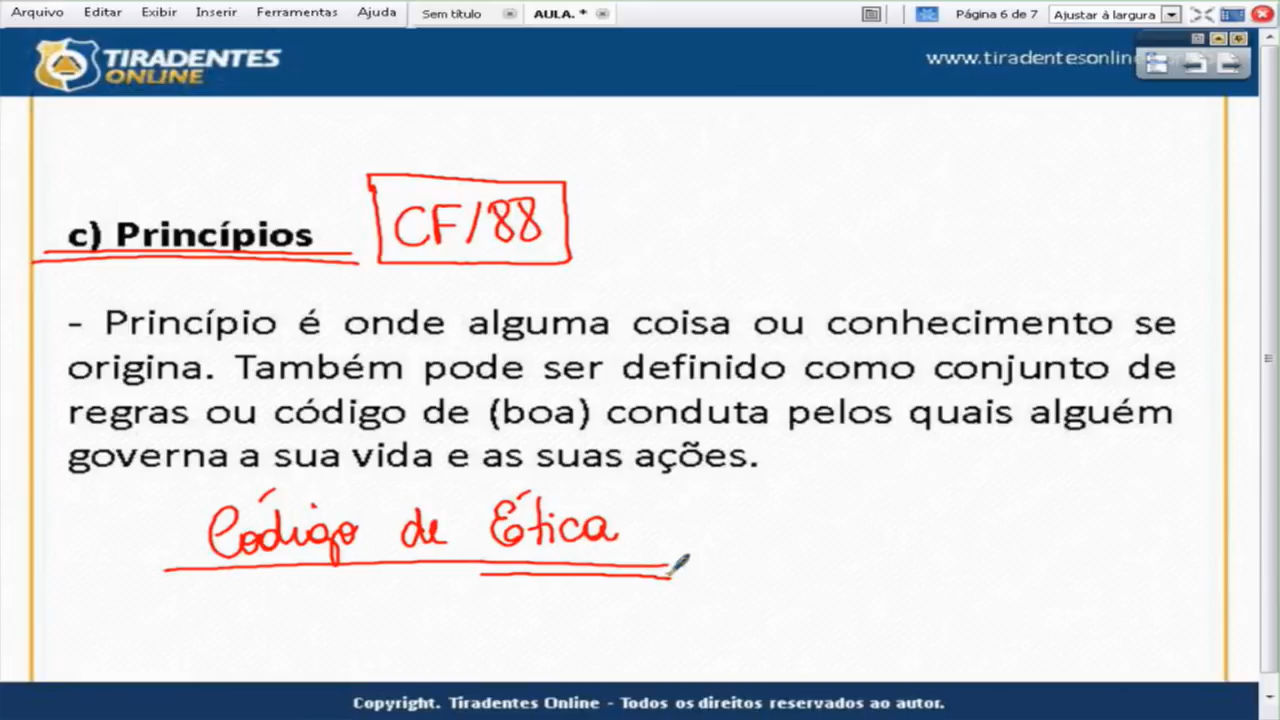 Arquivo Editar Exibir Inserir Ferramentas Ajuda Sem título AULA. * Página 6 de 7 Ajustar à largura
TIRADENTES
ONLINE
www.tiradentesonline
c) Princípios
CF/88
- Princípio é onde alguma coisa ou conhecimento se
origina. Também pode ser definido como conjunto de
regras ou código de (boa) conduta pelos quais alguém
governa a sua vida e as suas ações.
Código de Ética
Copyright. Tiradentes Online - Todos os direitos reservados ao autor.